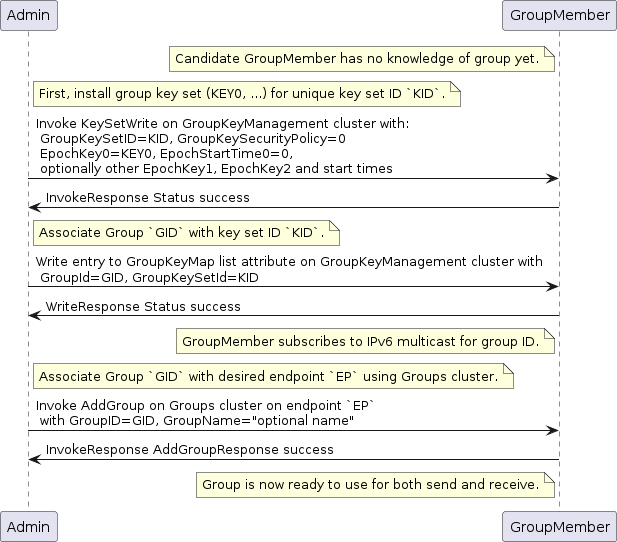 Admin
GroupMember
Candidate GroupMember has no knowledge of group yet.
First, install group key set (KEY0, ...) for unique key set ID `KID`.
Invoke KeySetWrite on GroupKeyManagement cluster with:
GroupKeySetID=KID, GroupKeySecurityPolicy=0
EpochKey0=KEY0, EpochStartTime0=0,
optionally other EpochKey1, EpochKey2 and start times
InvokeResponse Status success
Associate Group `GID` with key set ID `KID`.
Write entry to GroupKeyMap list attribute on GroupKeyManagement cluster with
GroupId=GID, GroupKeySetId=KID
WriteResponse Status success
GroupMember subscribes to IPv6 multicast for group ID.
Associate Group `GID` with desired endpoint `EP` using Groups cluster.
Invoke AddGroup on Groups cluster on endpoint `EP`
with GroupID=GID, GroupName="optional name"
InvokeResponse AddGroupResponse success
Group is now ready to use for both send and receive.
Admin
GroupMember